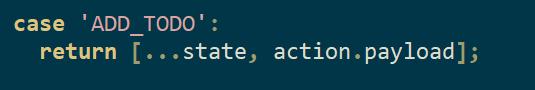 case 'ADD_TODO':
  return [...state, action.payload];